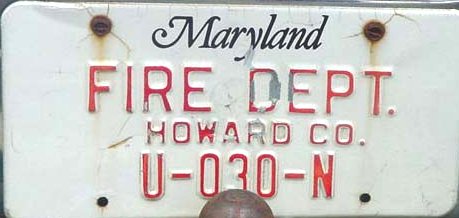 Maryland
FIRE DEPT.
HOWARD CO.
U-030-N